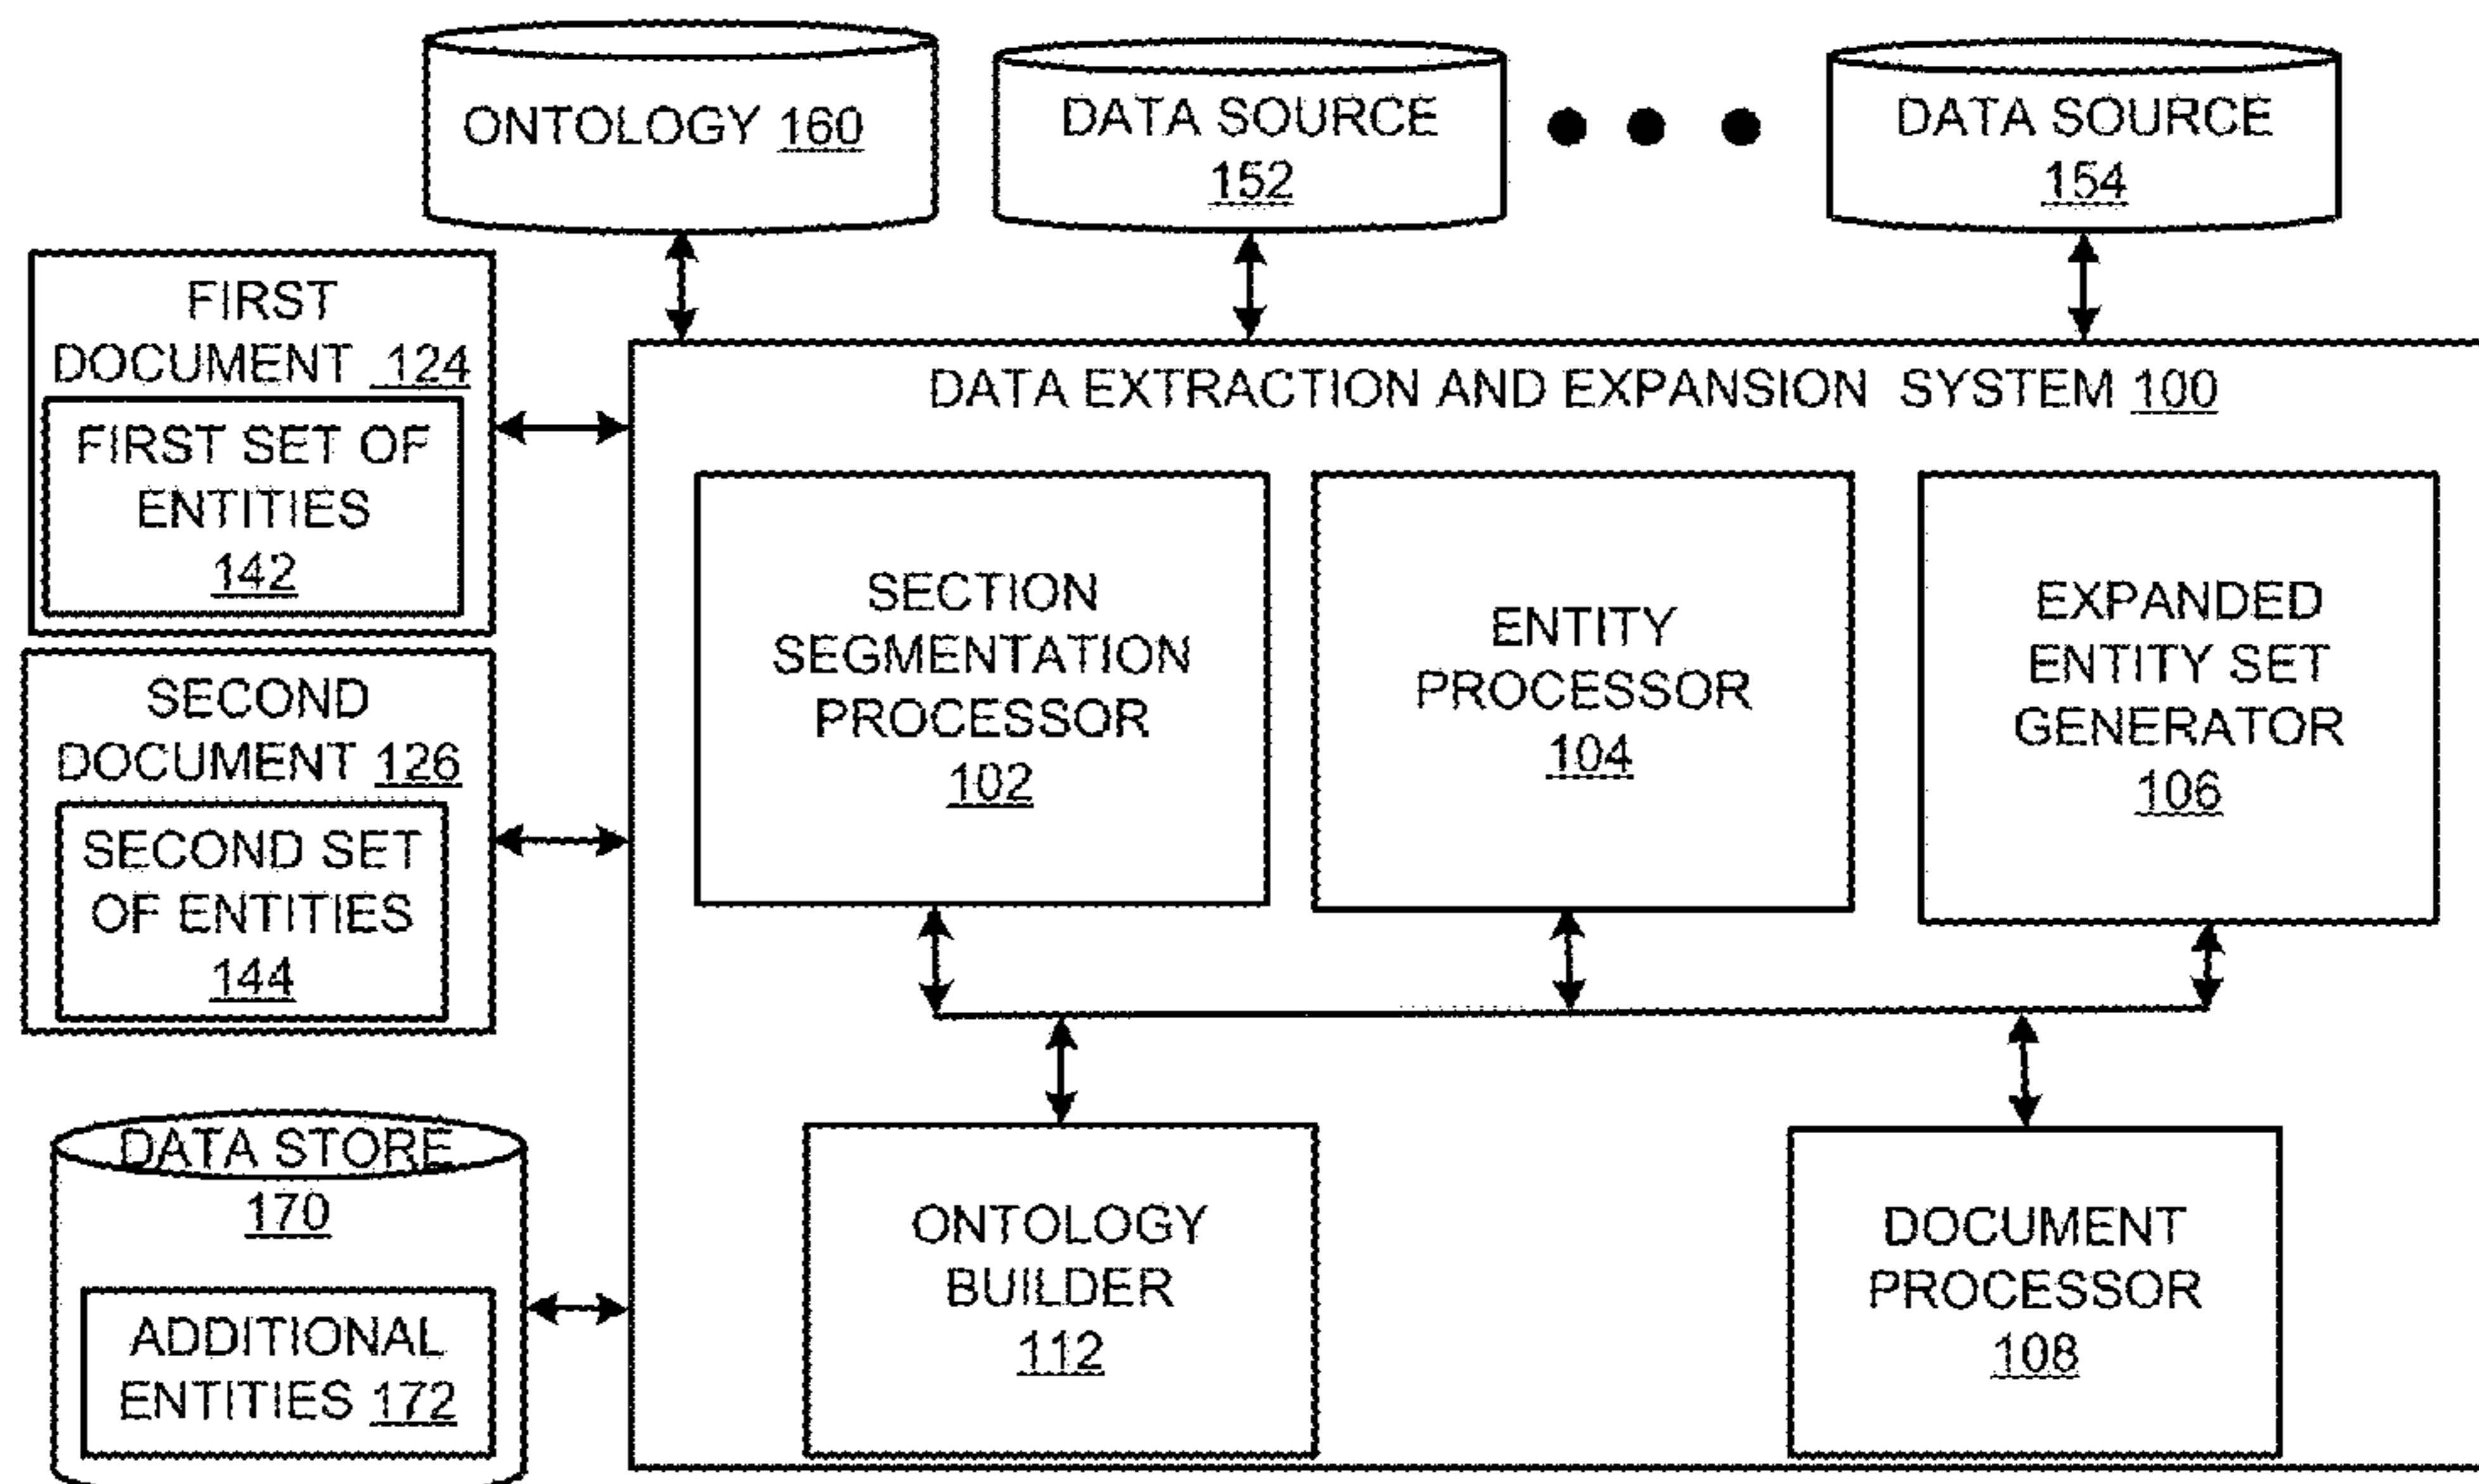 ONTOLOGY 160
DATA SOURCE
152
DATA SOURCE
154
FIRST
DOCUMENT 124
FIRST SET OF
ENTITIES
142
SECOND
DOCUMENT 126
SECOND SET
OF ENTITIES
144
DATA STORE
170
ADDITIONAL
ENTITIES 172
DATA EXTRACTION AND EXPANSION SYSTEM 100
SECTION
SEGMENTATION
PROCESSOR
102
ENTITY
PROCESSOR
104
EXPANDED
ENTITY SET
GENERATOR
106
ONTOLOGY
BUILDER
112
DOCUMENT
PROCESSOR
108